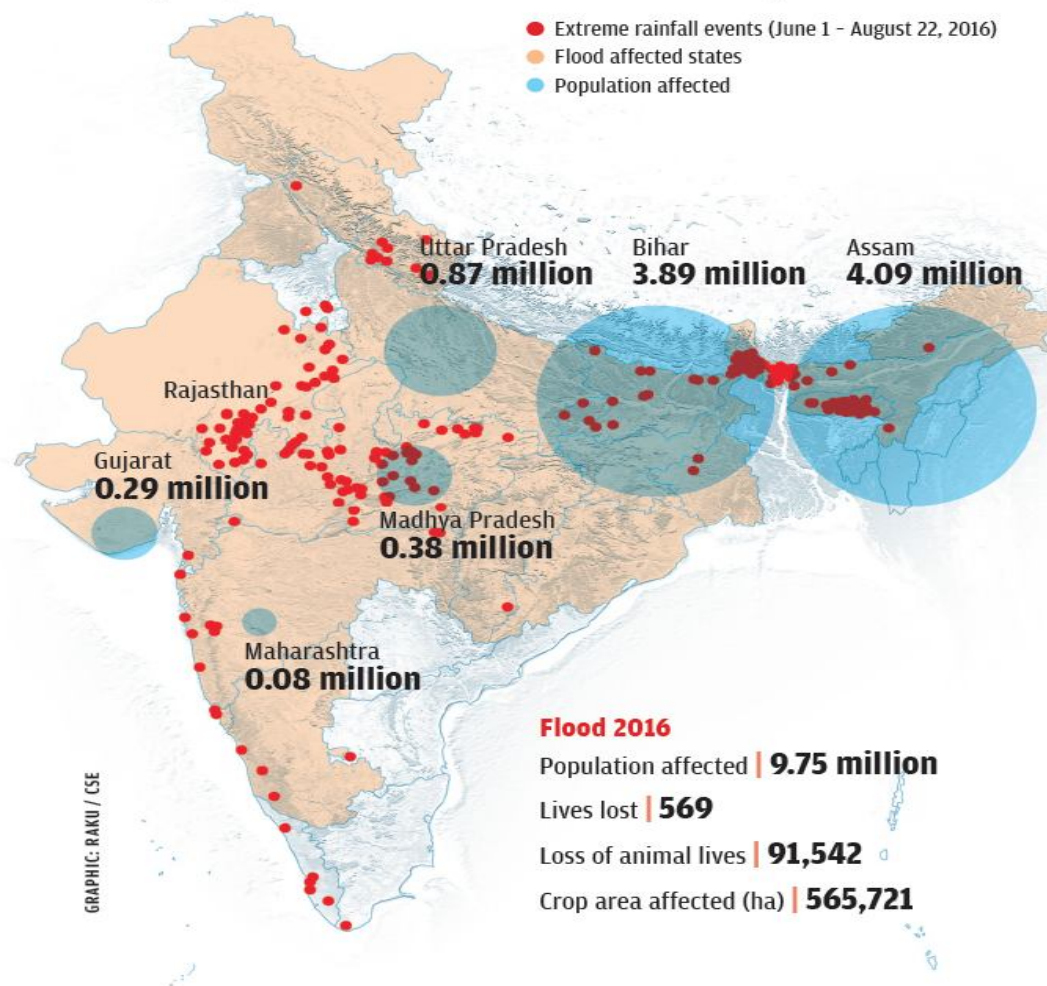 Extreme rainfall events (June 1 - August 22, 2016)
Flood affected states
Population affected
Uttar Pradesh
0.87 million
Bihar
3.89 million
Assam
4.09 million
Rajasthan
Gujarat
0.29 million
Madhya Pradesh
0.38 million
Maharashtra
0.08 million
Flood 2016
Population affected | 9.75 million
Lives lost | 569
Loss of animal lives | 91,542
Crop area affected (ha) | 565,721
GRAPHIC: RAKU / CSE